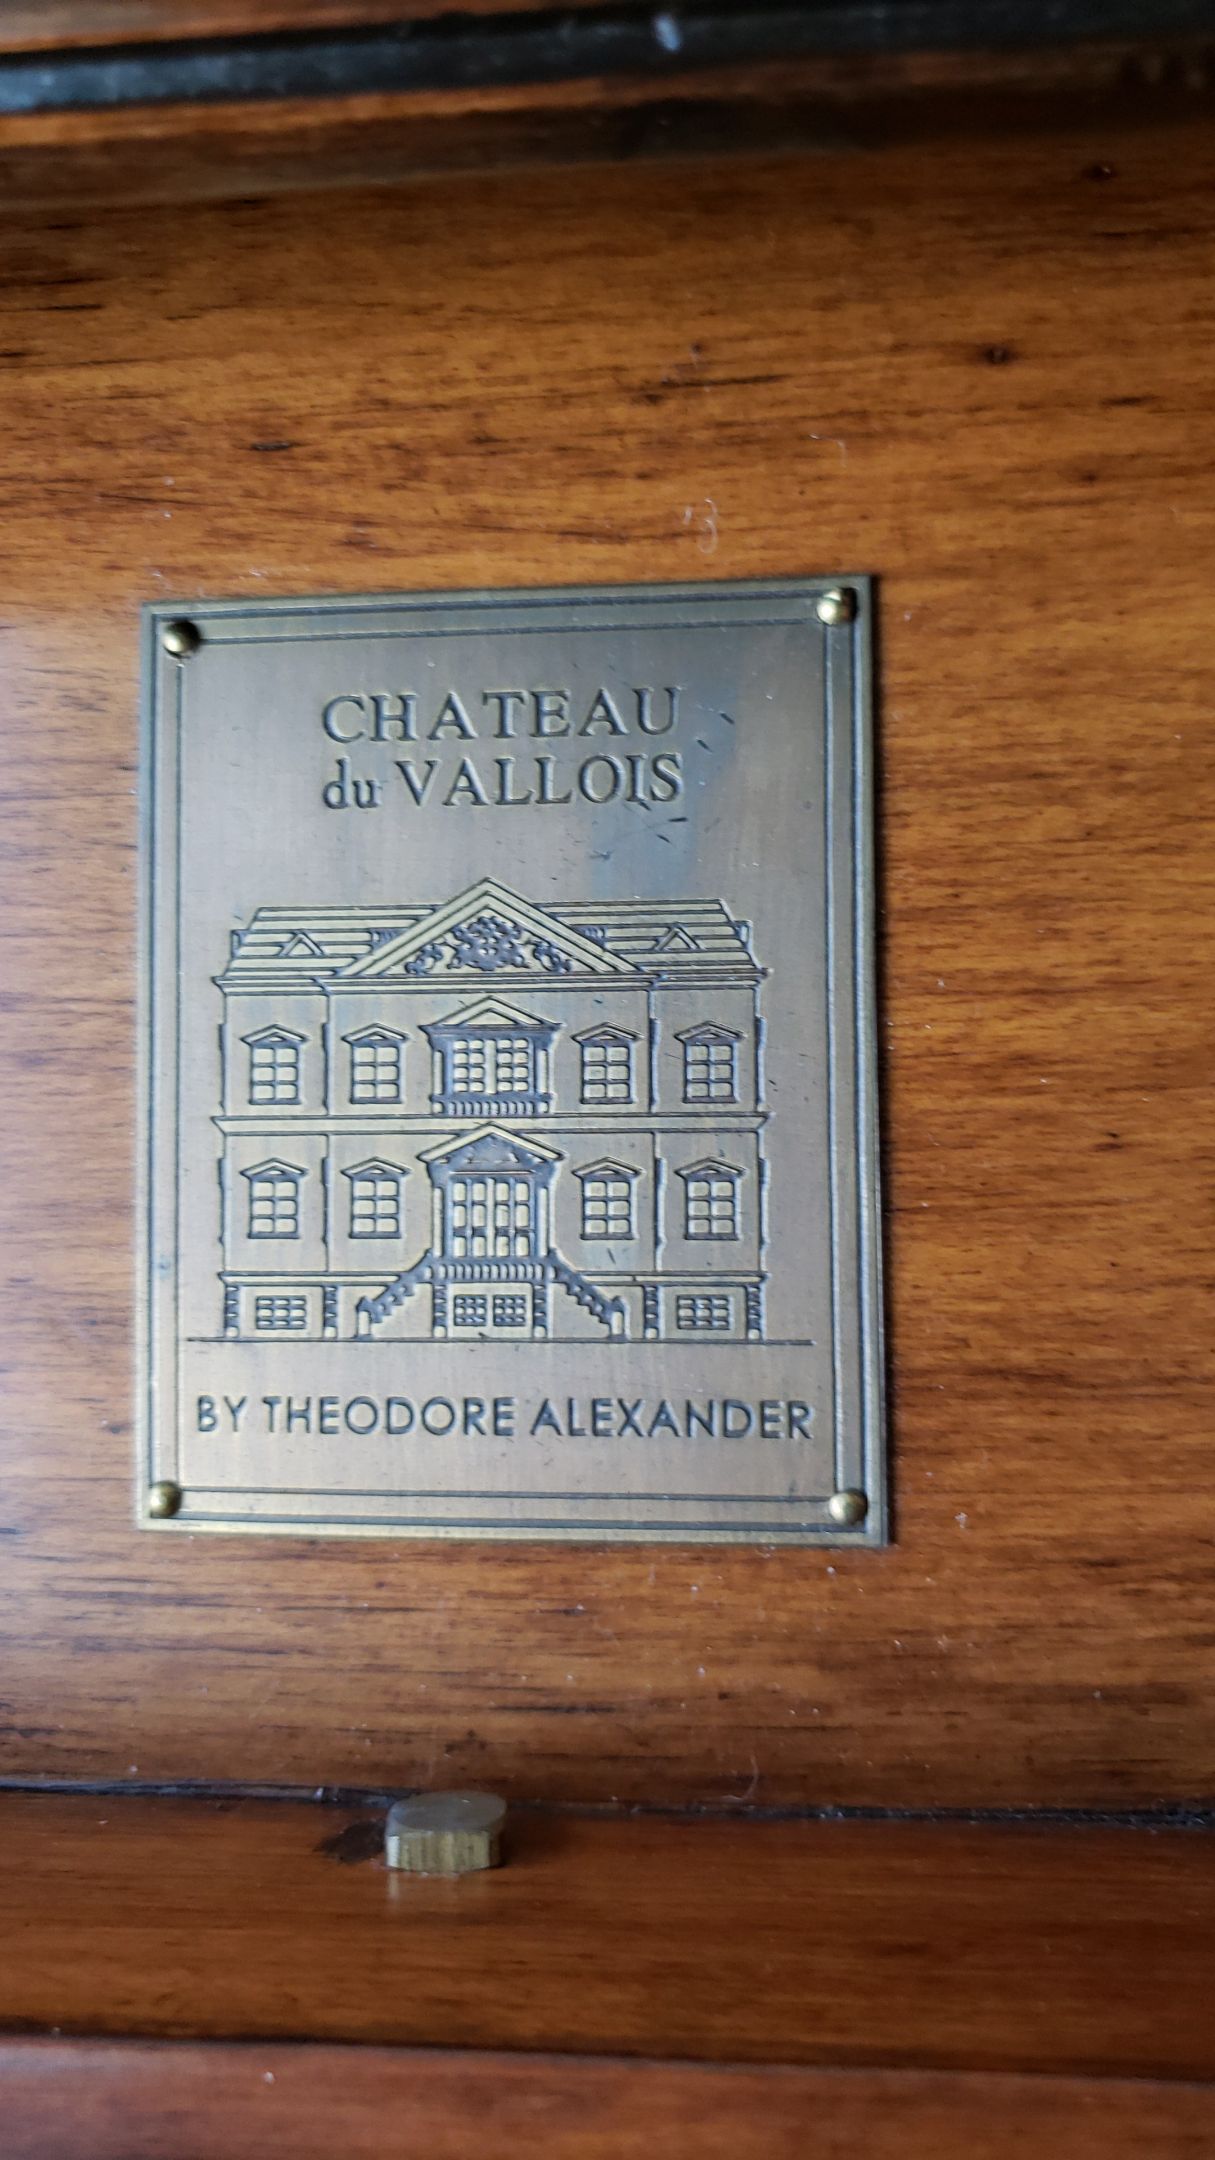 CHATEAU
du VALLOIS
BY THEODORE ALEXANDER